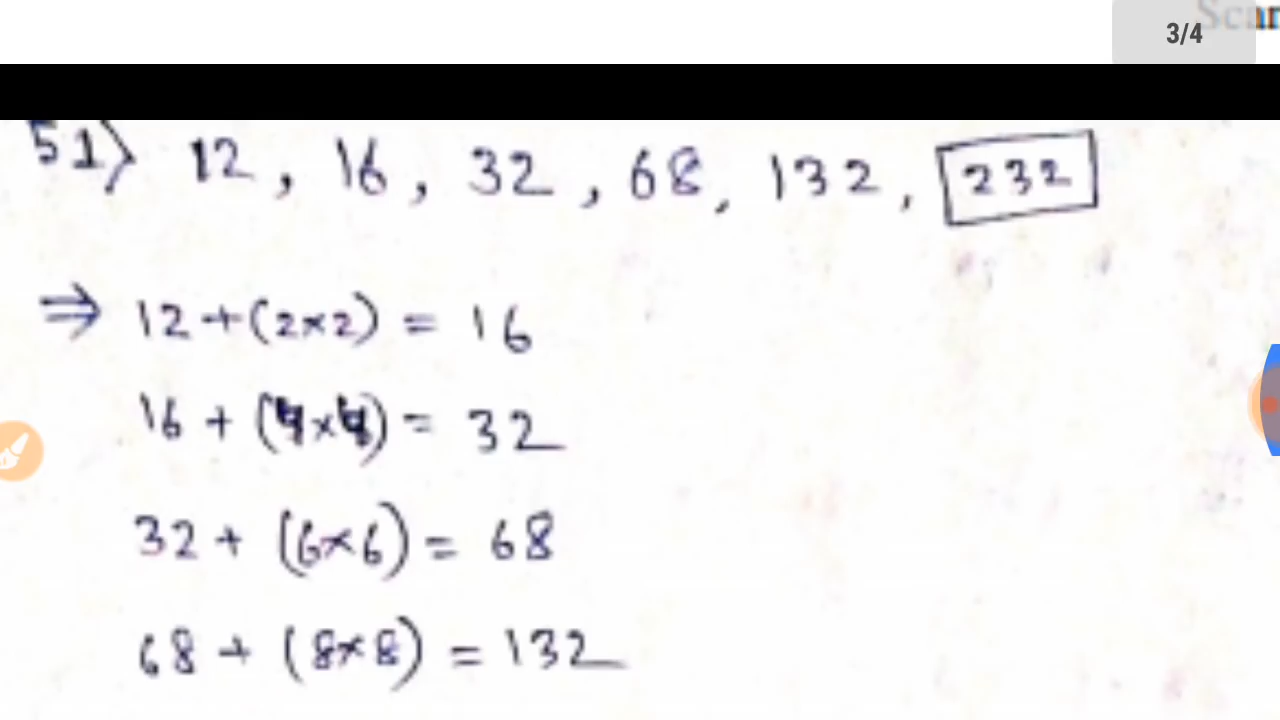 3/4
51) 12, 16, 32, 68, 132, 232
⇒ 12+(2×2) = 16
16 + (4×4) = 32
32 + (6×6) = 68
68 + (8×8) = 132